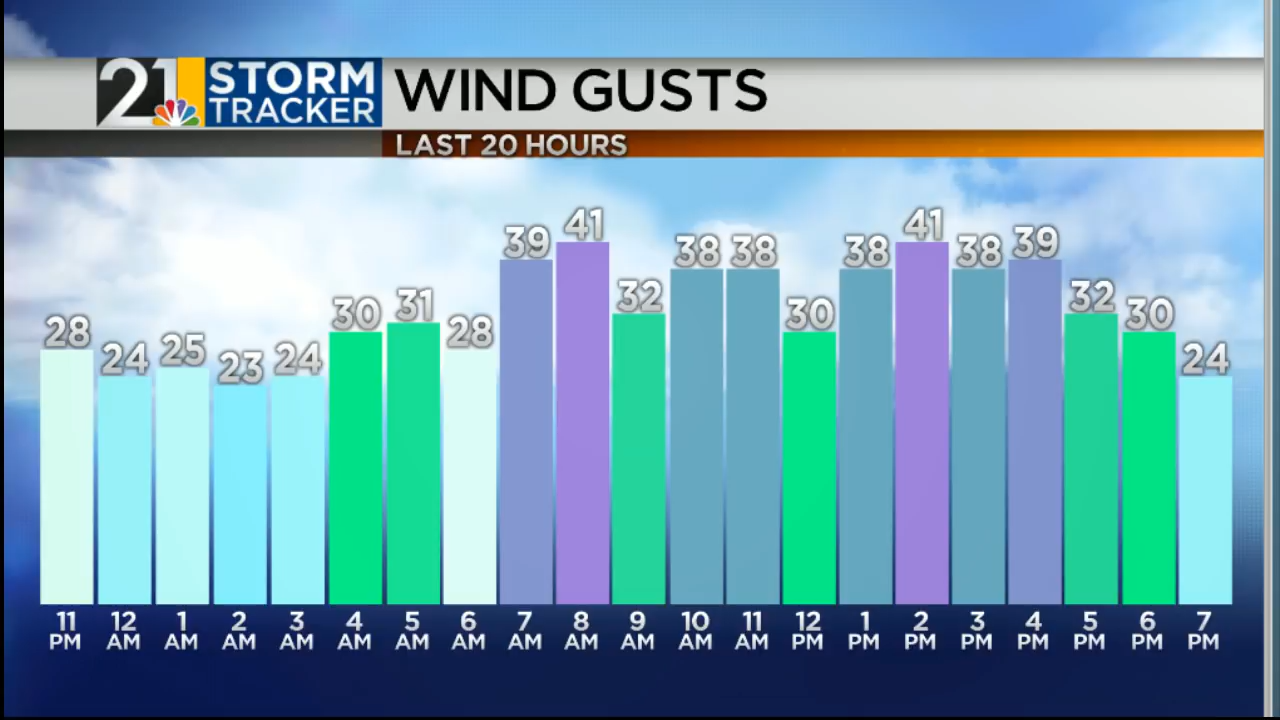 21 STORM TRACKER WIND GUSTS
LAST 20 HOURS
28 24 25 23 24 30 31 28 39 41 32 38 38 30 38 41 38 39 32 30 24
11 12 1 2 3 4 5 6 7 8 9 10 11 12 1 2 3 4 5 6 7
PM AM AM AM AM AM AM AM AM AM AM AM AM PM PM PM PM PM PM PM PM